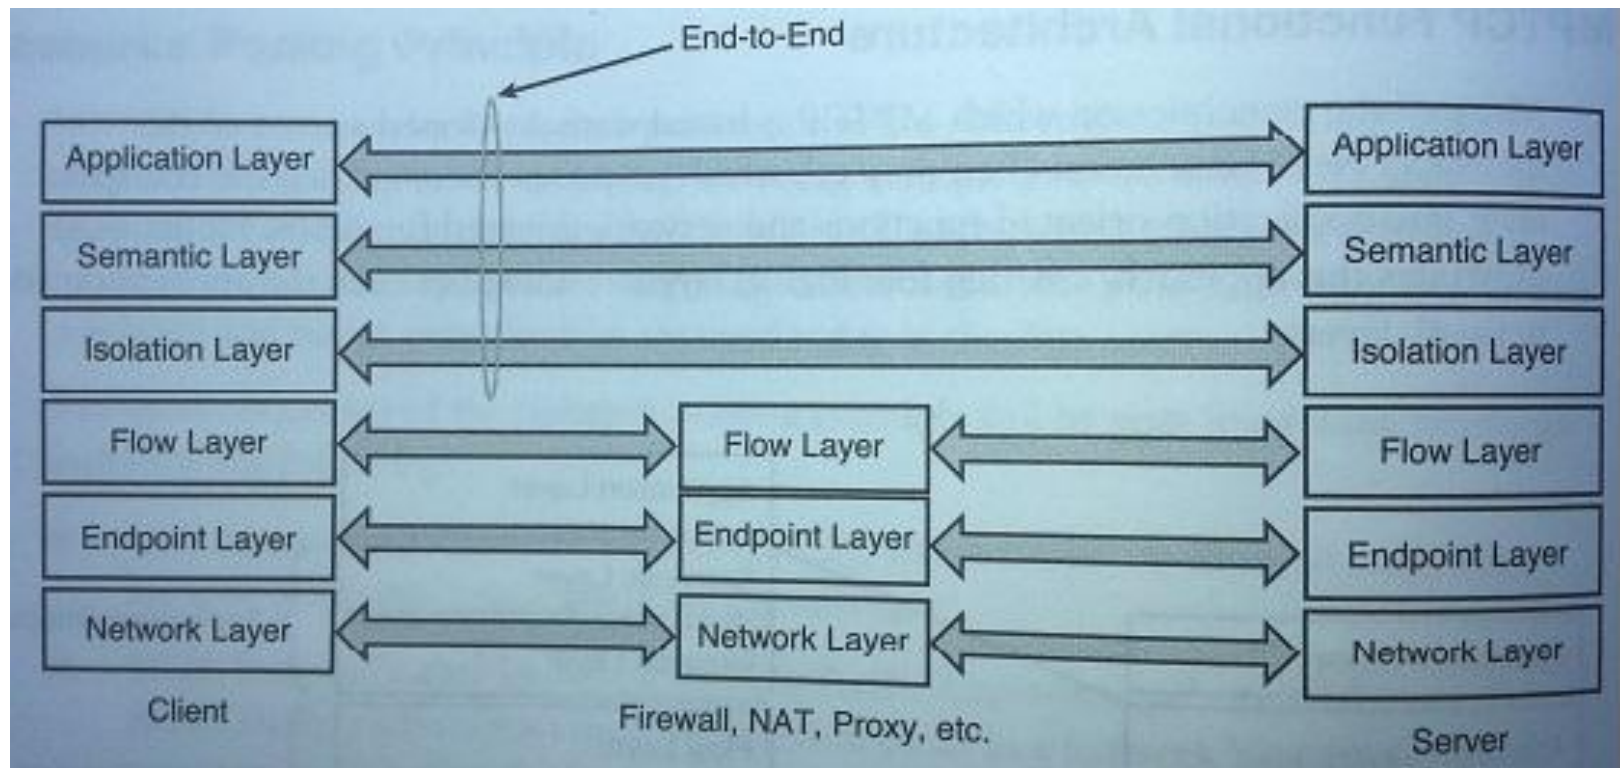 End-to-End
Application Layer
Application Layer
Semantic Layer
Semantic Layer
Isolation Layer
Isolation Layer
Flow Layer
Flow Layer
Flow Layer
Endpoint Layer
Endpoint Layer
Endpoint Layer
Network Layer
Network Layer
Network Layer
Client
Firewall, NAT, Proxy, etc.
Server